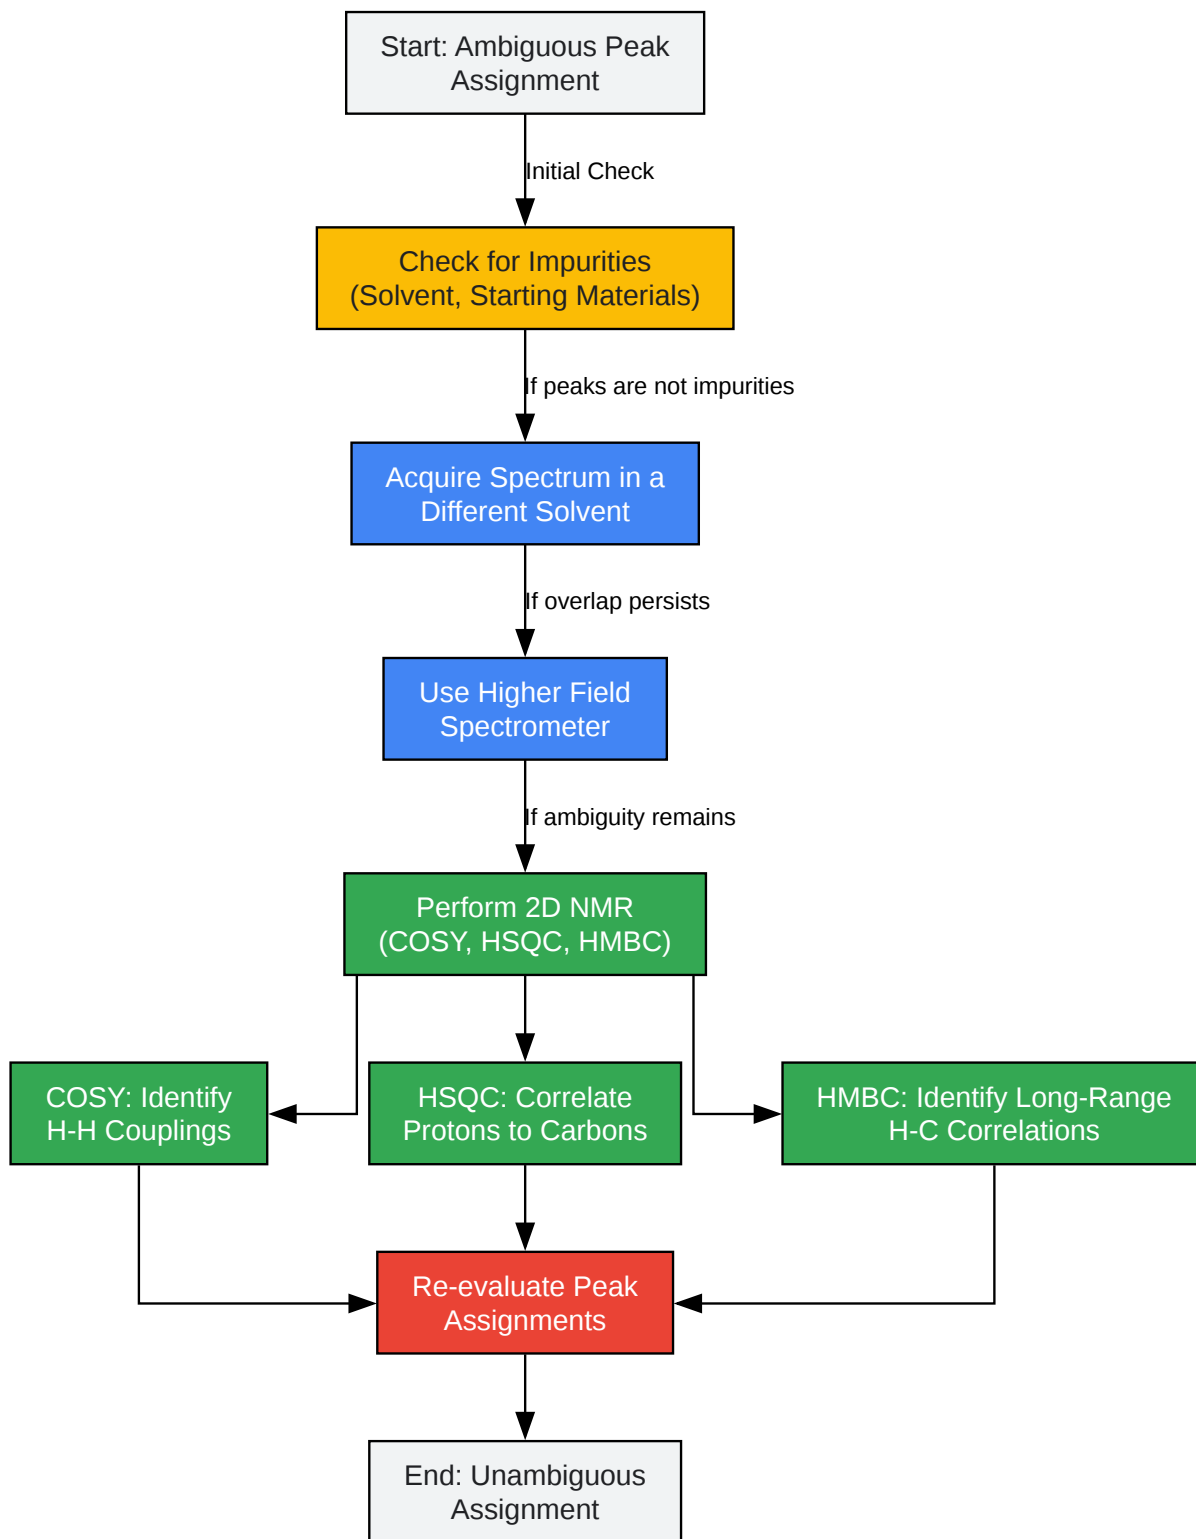 Start: Ambiguous Peak
Assignment
Initial Check
Check for Impurities
(Solvent, Starting Materials)
If peaks are not impurities
Acquire Spectrum in a
Different Solvent
If overlap persists
Use Higher Field
Spectrometer
If ambiguity remains
Perform 2D NMR
(COSY, HSQC, HMBC)
COSY: Identify
H-H Couplings
HSQC: Correlate
Protons to Carbons
HMBC: Identify Long-Range
H-C Correlations
Re-evaluate Peak
Assignments
End: Unambiguous
Assignment